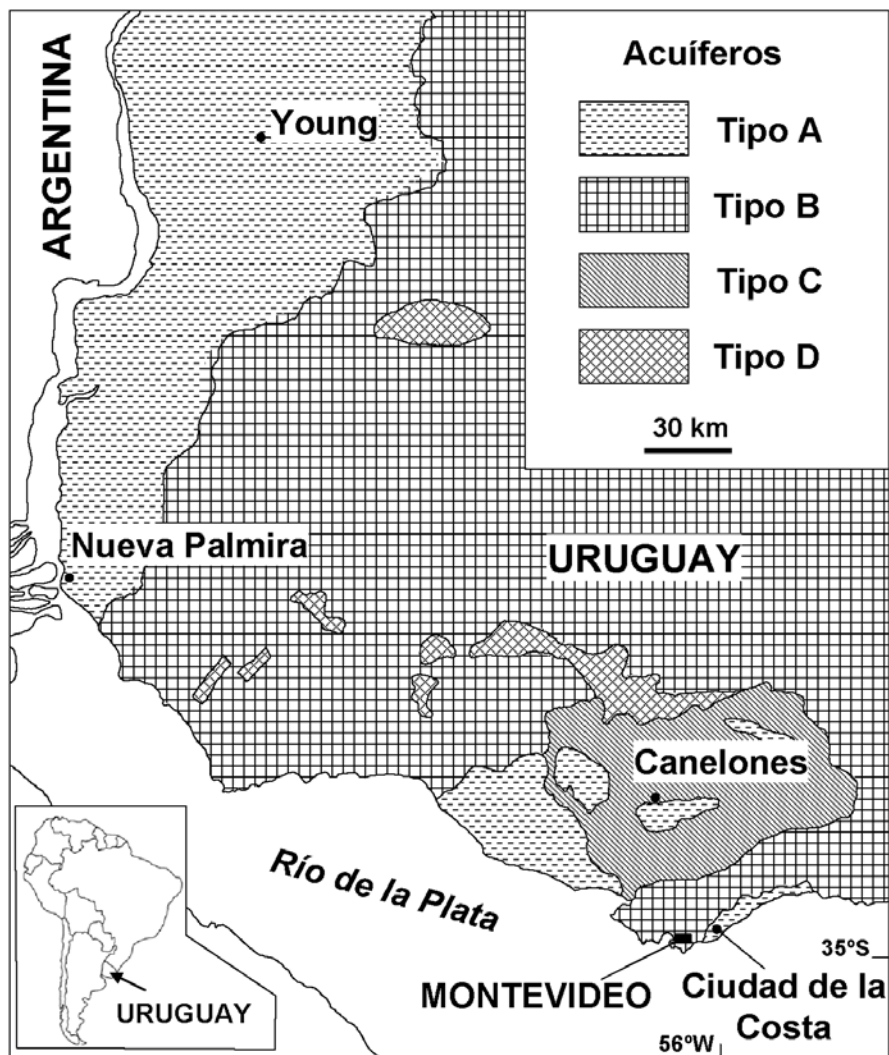 ARGENTINA
Young
Acuíferos
Tipo A
Tipo B
Tipo C
Tipo D
30 km
Nueva Palmira
URUGUAY
Canelones
Río de la Plata
MONTEVIDEO
Ciudad de la
Costa
35ºS
56ºW
URUGUAY